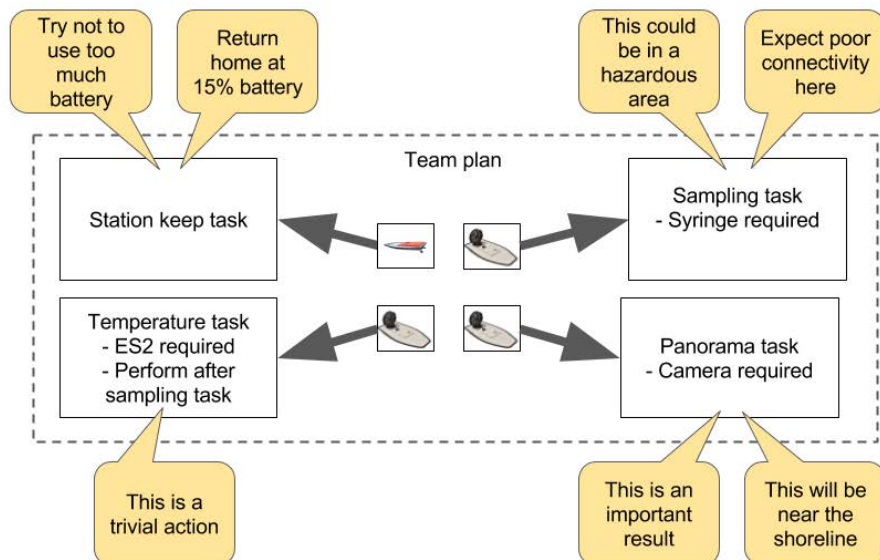 Try not to
use too
much
battery
Return
home at
15% battery
This could
be in a
hazardous
area
Expect poor
connectivity
here
Team plan
Station keep task
Sampling task
- Syringe required
Temperature task
- ES2 required
- Perform after
sampling task
Panorama task
- Camera required
This is a
trivial action
This is an
important
result
This will be
near the
shoreline